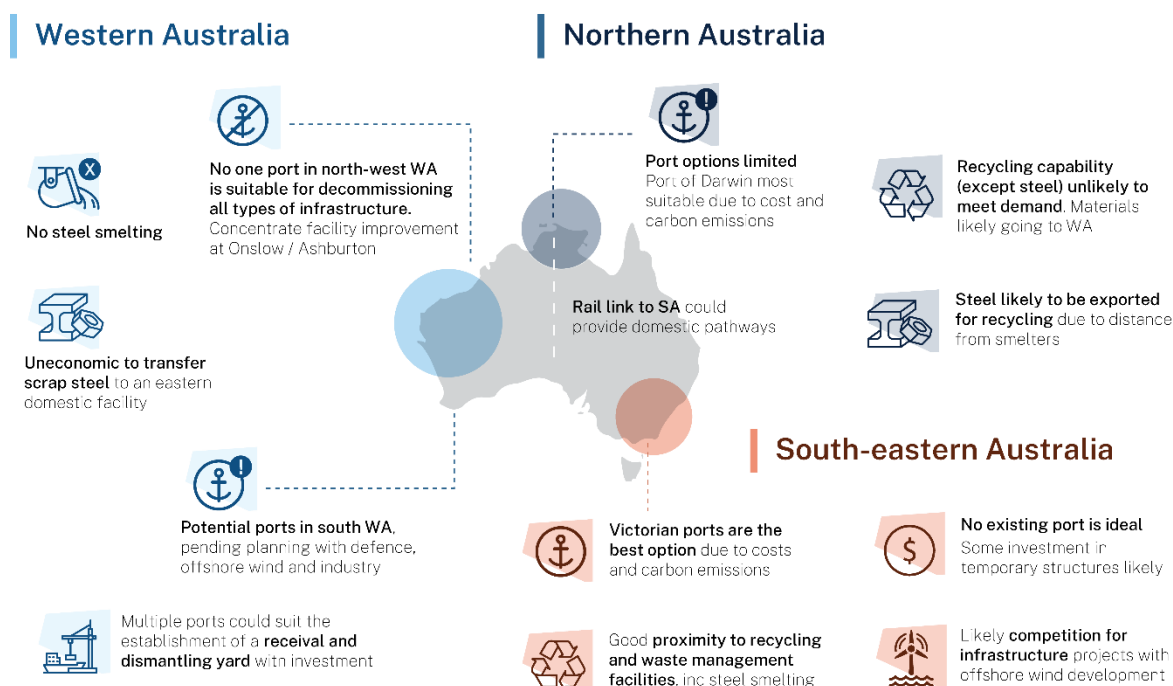 Western Australia
No one port in north-west WA
is suitable for decommissioning
all types of infrastructure.
Concentrate facility improvement
at Onslow / Ashburton
X
No steel smelting
Uneconomic to transfer
scrap steel to an eastern
domestic facility
!
Potential ports in south WA,
pending planning with defence,
offshore wind and industry
Multiple ports could suit the
establishment of a receival and
dismantling yard with investment
Northern Australia
!
Port options limited
Port of Darwin most
suitable due to cost and
carbon emissions
Recycling capability
(except steel) unlikely to
meet demand. Materials
likely going to WA
Rail link to SA could
provide domestic pathways
Steel likely to be exported
for recycling due to distance
from smelters
South-eastern Australia
Victorian ports are the
best option due to costs
and carbon emissions
$
No existing port is ideal
Some investment in
temporary structures likely
Good proximity to recycling
and waste management
facilities, inc steel smelting
Likely competition for
infrastructure projects with
offshore wind development